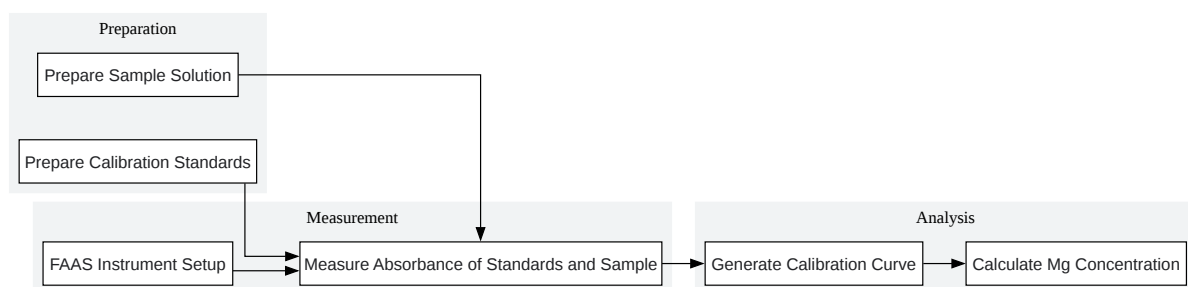 Preparation
Prepare Sample Solution
Prepare Calibration Standards
Measurement
FAAS Instrument Setup
Measure Absorbance of Standards and Sample
Analysis
Generate Calibration Curve
Calculate Mg Concentration